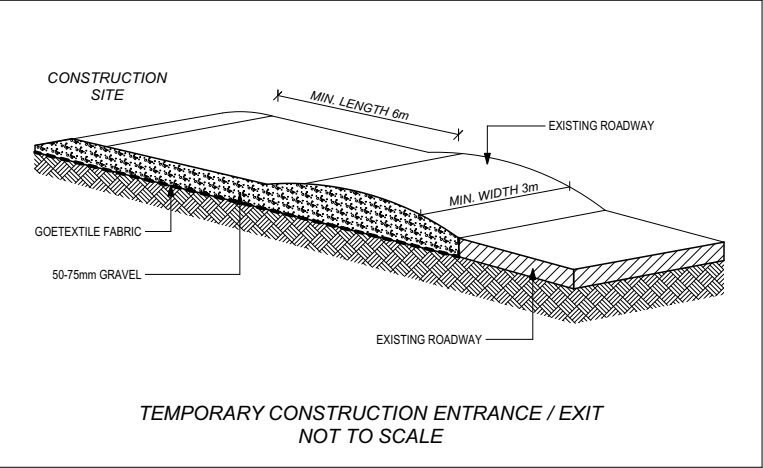 CONSTRUCTION
SITE
MIN. LENGTH 6m
EXISTING ROADWAY
MIN. WIDTH 3m
GOETEXTILE FABRIC
50-75mm GRAVEL
EXISTING ROADWAY
TEMPORARY CONSTRUCTION ENTRANCE / EXIT
NOT TO SCALE